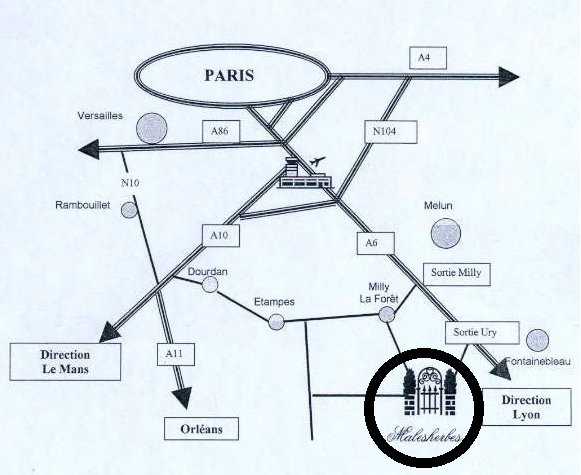 A4
PARIS
Versailles
A86
N104
N10
Rambouillet
Melun
A10
A6
Dourdan
Sortie Milly
Etampes
Milly
La Forêt
Sortie Ury
Fontainebleau
Direction
Le Mans
A11
Direction
Lyon
Orléans
Malesherbes